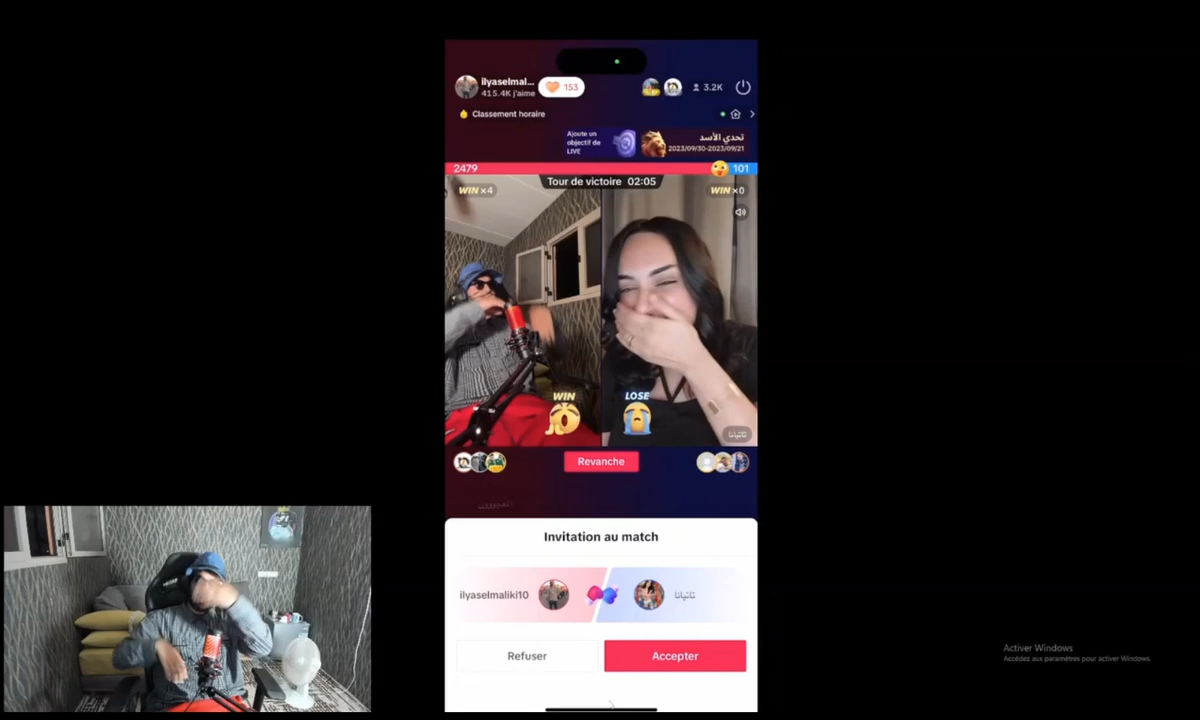 ilyaselmal...
415.4K j'aime
153
3.2K
Classement horaire
Ajoute un
objectif de
LIVE
تحدي الأسد
2023/09/30-2023/09/21
2479
101
Tour de victoire 02:05
WIN ×4
WIN ×0
WIN
LOSE
تاتيانا
Revanche
Invitation au match
ilyaselmaliki10
تاتيانا
Refuser
Accepter
Activer Windows
Accédez aux paramètres pour activer Windows.